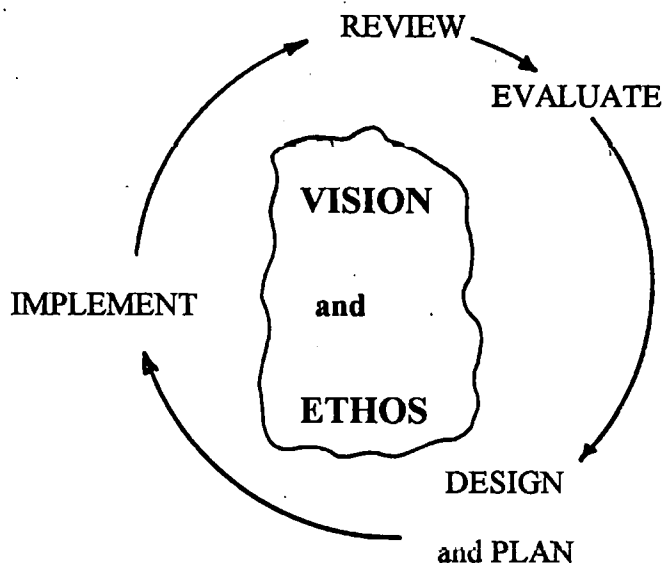 REVIEW
EVALUATE
VISION
and
ETHOS
IMPLEMENT
DESIGN
and PLAN